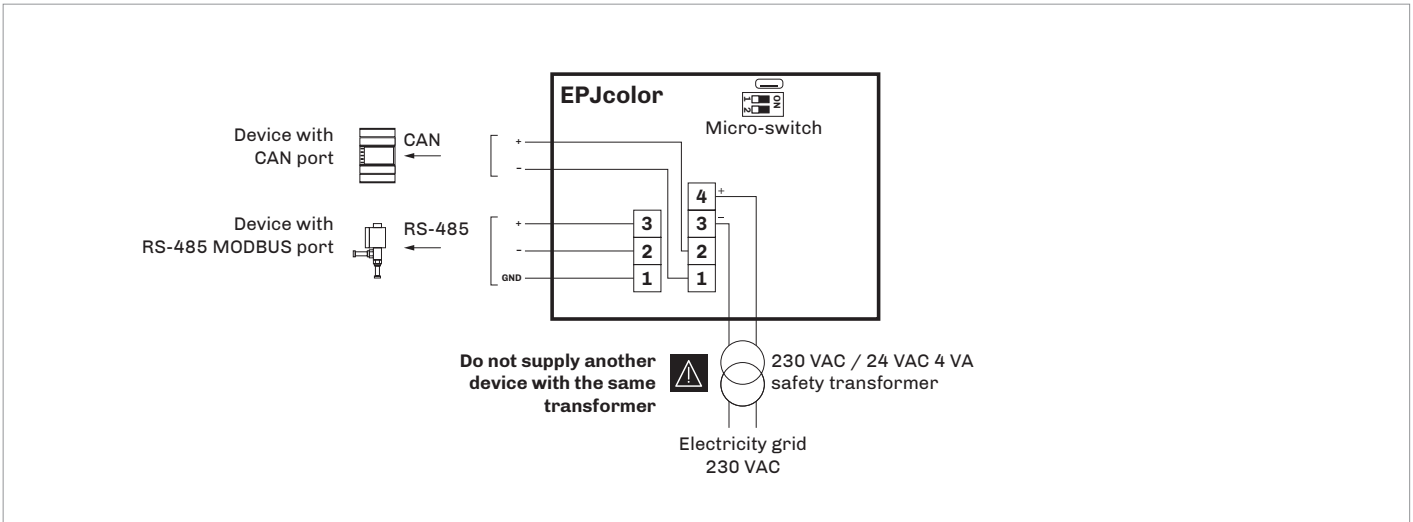 EPJcolor
1 2 ON
Micro-switch
Device with
CAN port
CAN
+
-
Device with
RS-485 MODBUS port
RS-485
+
-
GND
3
2
1
4
3
2
1
+
-
Do not supply another
device with the same
transformer
230 VAC / 24 VAC 4 VA
safety transformer
Electricity grid
230 VAC